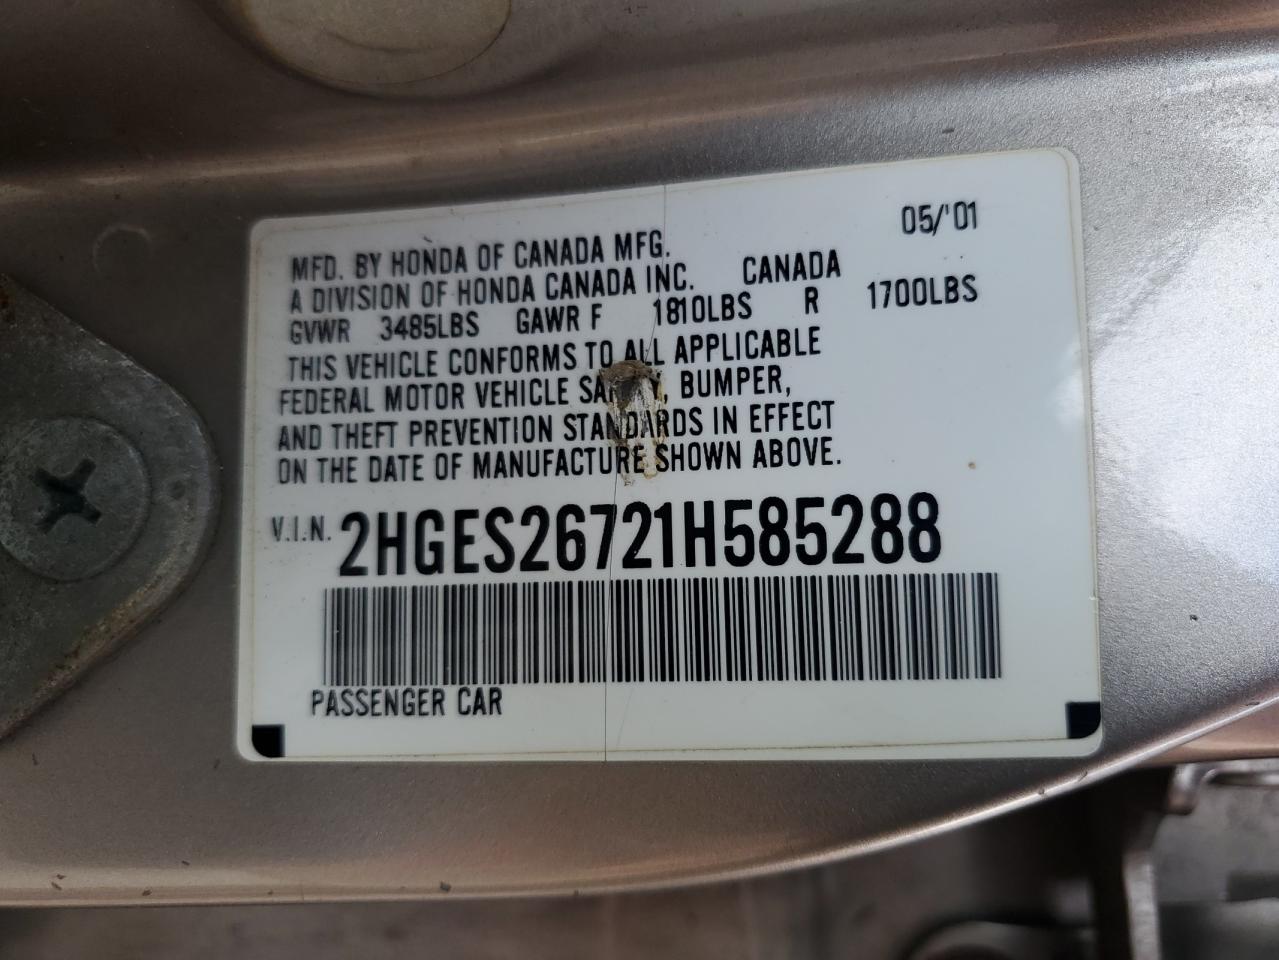 05/'01
MFD. BY HONDA OF CANADA MFG.
A DIVISION OF HONDA CANADA INC. CANADA
GVWR 3485LBS GAWR F 1810LBS R 1700LBS
THIS VEHICLE CONFORMS TO ALL APPLICABLE
FEDERAL MOTOR VEHICLE BUMPER,
AND THEFT PREVENTION STANDARDS IN EFFECT
ON THE DATE OF MANUFACTURE SHOWN ABOVE.
V.I.N. 2HGES26721H585288
PASSENGER CAR